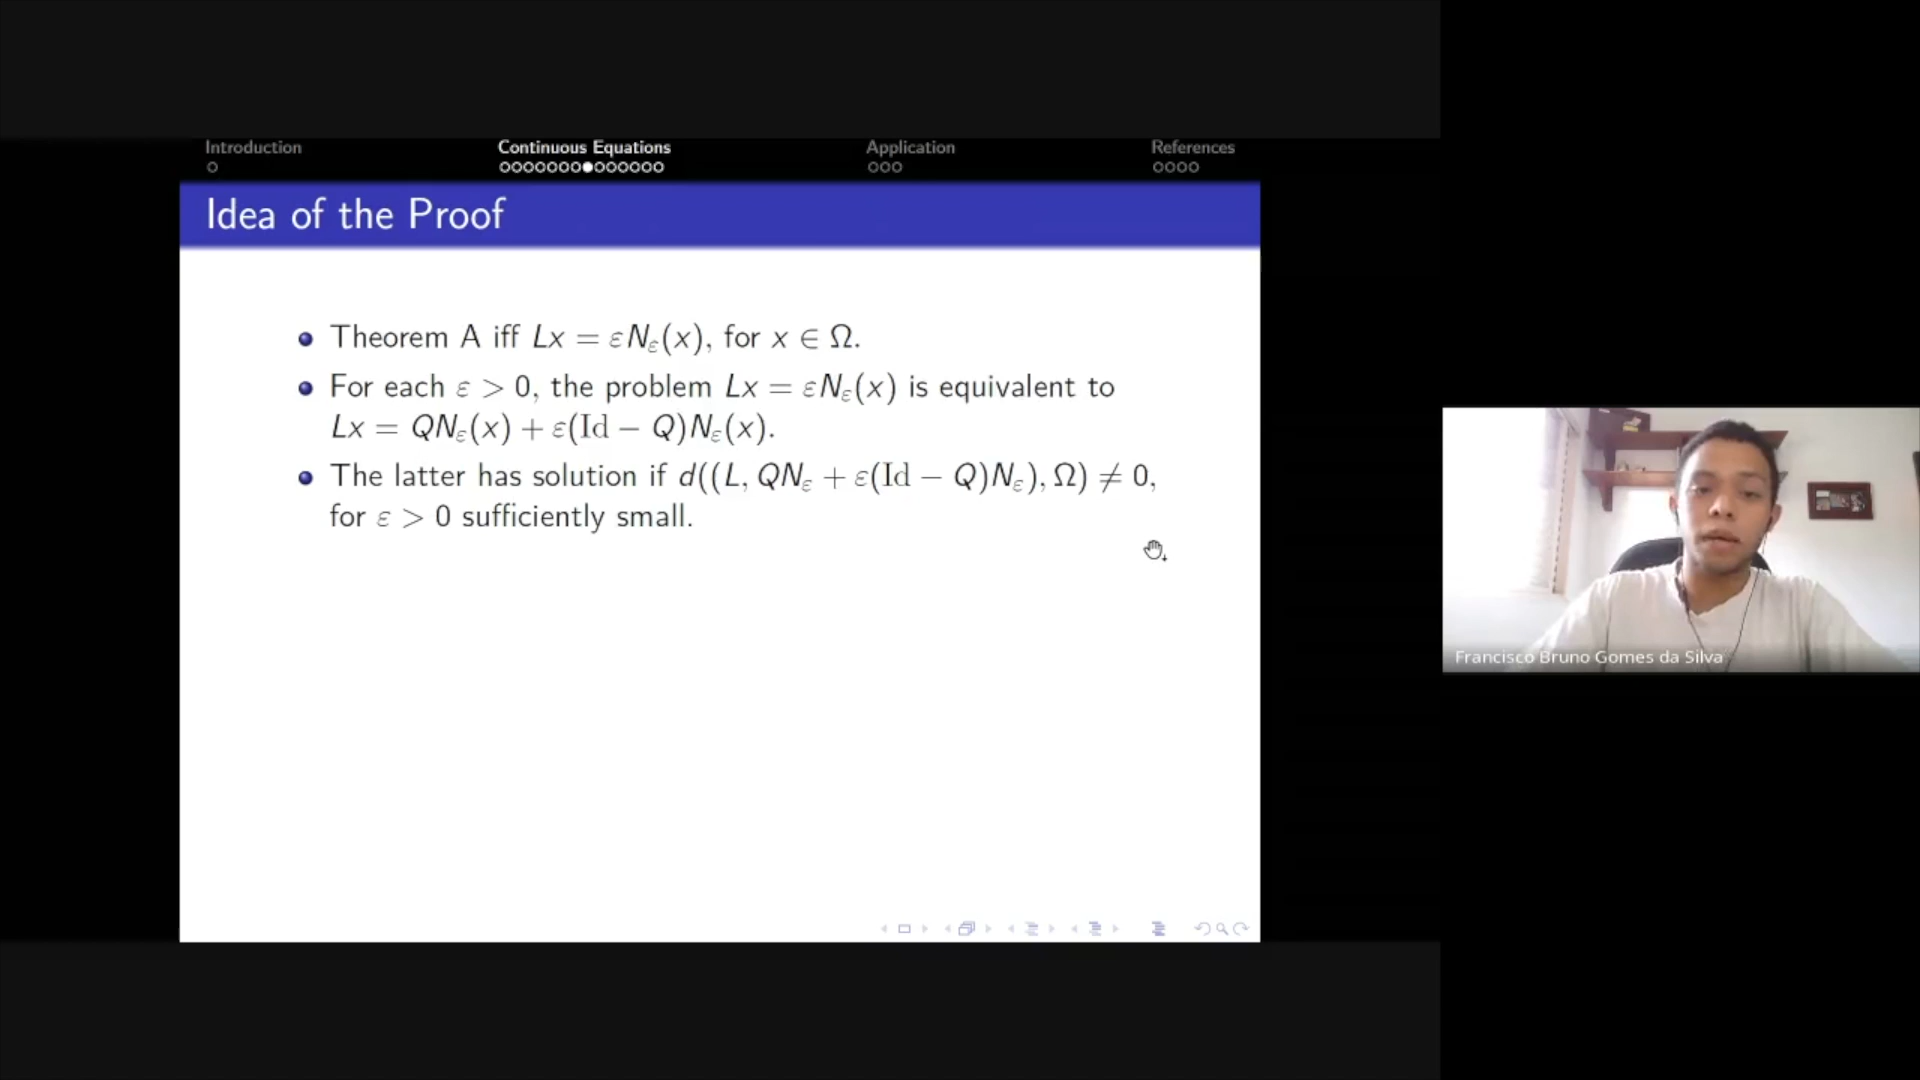 Introduction
Continuous Equations
Application
References
Idea of the Proof
Theorem A iff Lx = εN_ε(x), for x ∈ Ω.
For each ε > 0, the problem Lx = εN_ε(x) is equivalent to
Lx = QN_ε(x) + ε(Id − Q)N_ε(x).
The latter has solution if d((L, QN_ε + ε(Id − Q)N_ε), Ω) ≠ 0,
for ε > 0 sufficiently small.
Francisco Bruno Gomes da Silva